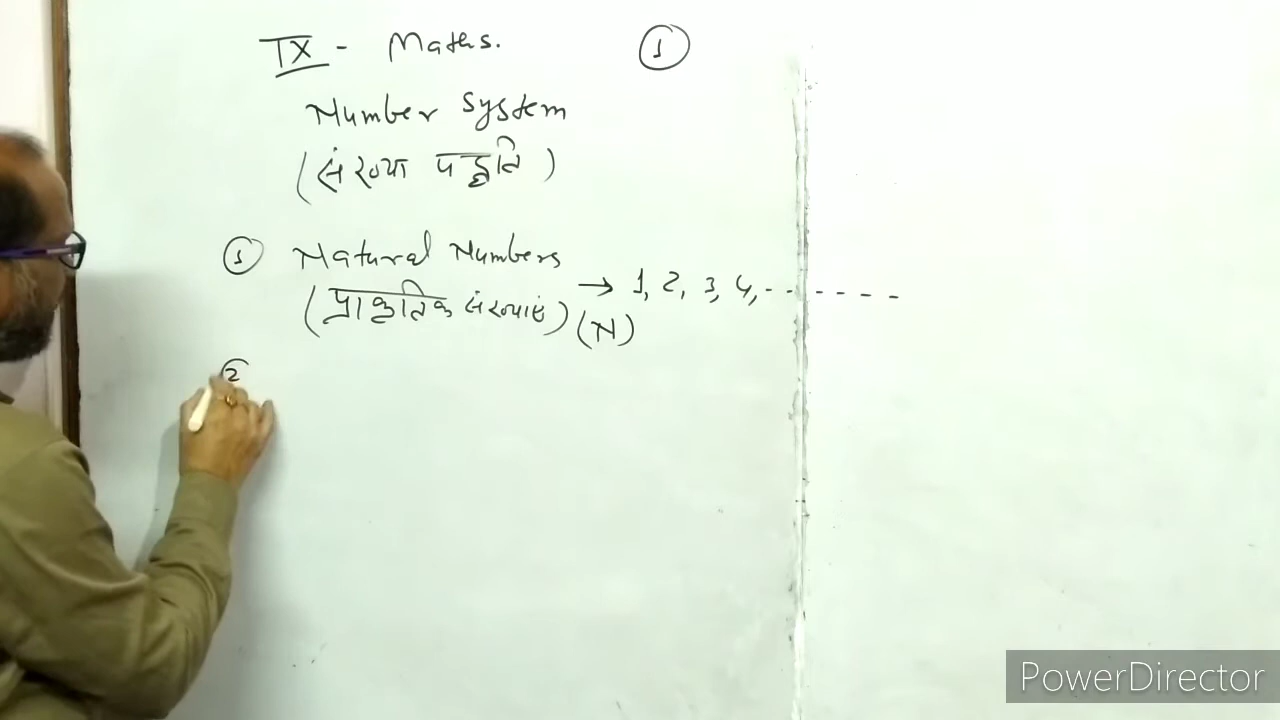 IX - Maths. ①
Number System
(संख्या पद्धति)
① Natural Numbers
(प्राकृतिक संख्याएं) → 1, 2, 3, 4, - - - - - - -
(N)
②
PowerDirector